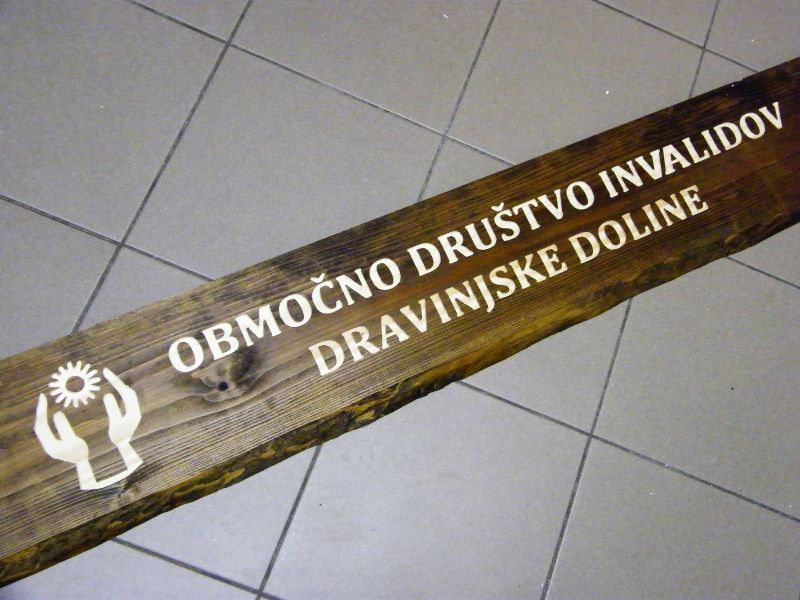 OBMOČNO DRUŠTVO INVALIDOV
DRAVINJSKE DOLINE